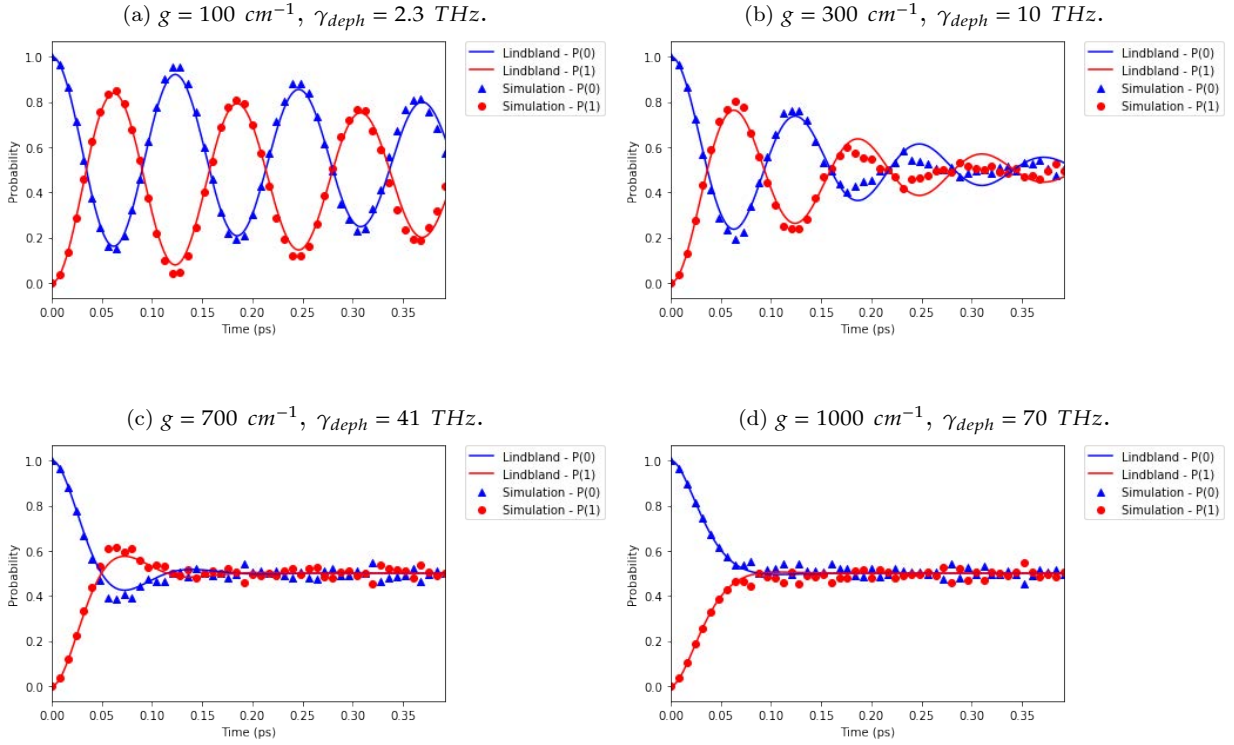 (a) g = 100 cm⁻¹, γdeph = 2.3 THz.
Probability
1.0
0.8
0.6
0.4
0.2
0.0
0.00 0.05 0.10 0.15 0.20 0.25 0.30 0.35
Time (ps)
Lindbland - P(0)
Lindbland - P(1)
Simulation - P(0)
Simulation - P(1)
(b) g = 300 cm⁻¹, γdeph = 10 THz.
Probability
1.0
0.8
0.6
0.4
0.2
0.0
0.00 0.05 0.10 0.15 0.20 0.25 0.30 0.35
Time (ps)
Lindbland - P(0)
Lindbland - P(1)
Simulation - P(0)
Simulation - P(1)
(c) g = 700 cm⁻¹, γdeph = 41 THz.
Probability
1.0
0.8
0.6
0.4
0.2
0.0
0.00 0.05 0.10 0.15 0.20 0.25 0.30 0.35
Time (ps)
Lindbland - P(0)
Lindbland - P(1)
Simulation - P(0)
Simulation - P(1)
(d) g = 1000 cm⁻¹, γdeph = 70 THz.
Probability
1.0
0.8
0.6
0.4
0.2
0.0
0.00 0.05 0.10 0.15 0.20 0.25 0.30 0.35
Time (ps)
Lindbland - P(0)
Lindbland - P(1)
Simulation - P(0)
Simulation - P(1)